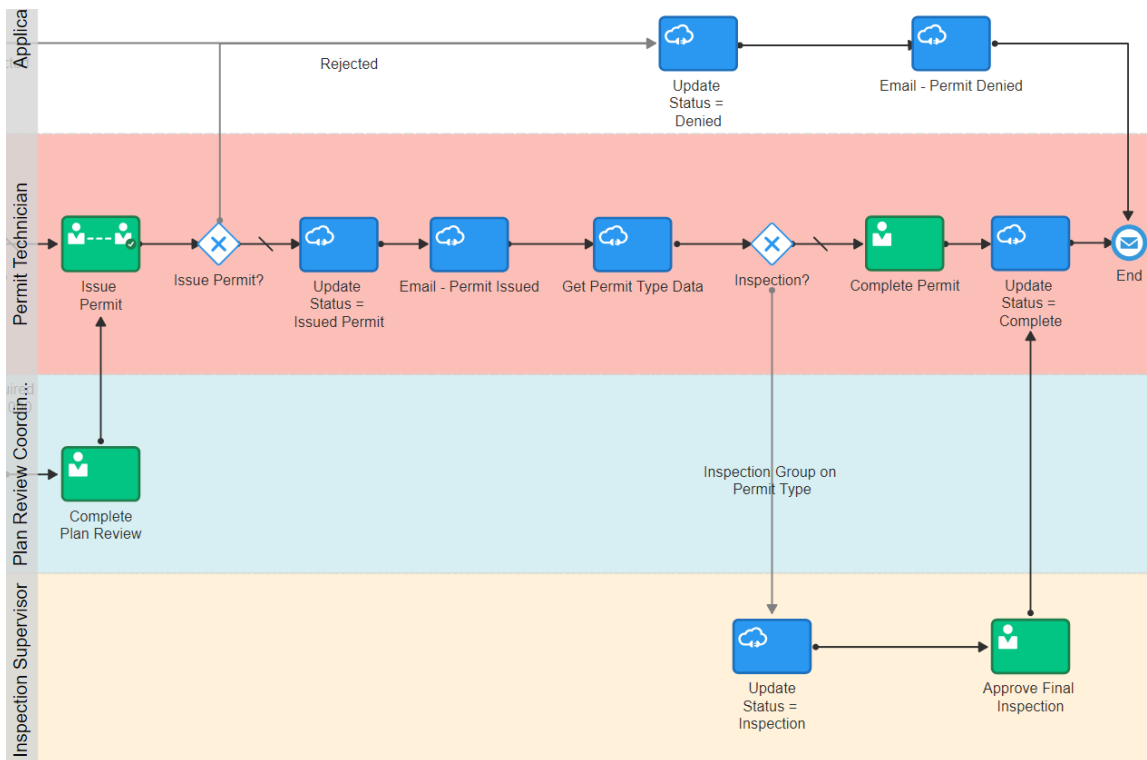 Applica
Rejected
Update
Status =
Denied
Email - Permit Denied
Permit Technician
Issue
Permit
Issue Permit?
Update
Status =
Issued Permit
Email - Permit Issued
Get Permit Type Data
Inspection?
Complete Permit
Update
Status =
Complete
End
Plan Review Coordin...
uired
Complete
Plan Review
Inspection Group on
Permit Type
Inspection Supervisor
Update
Status =
Inspection
Approve Final
Inspection